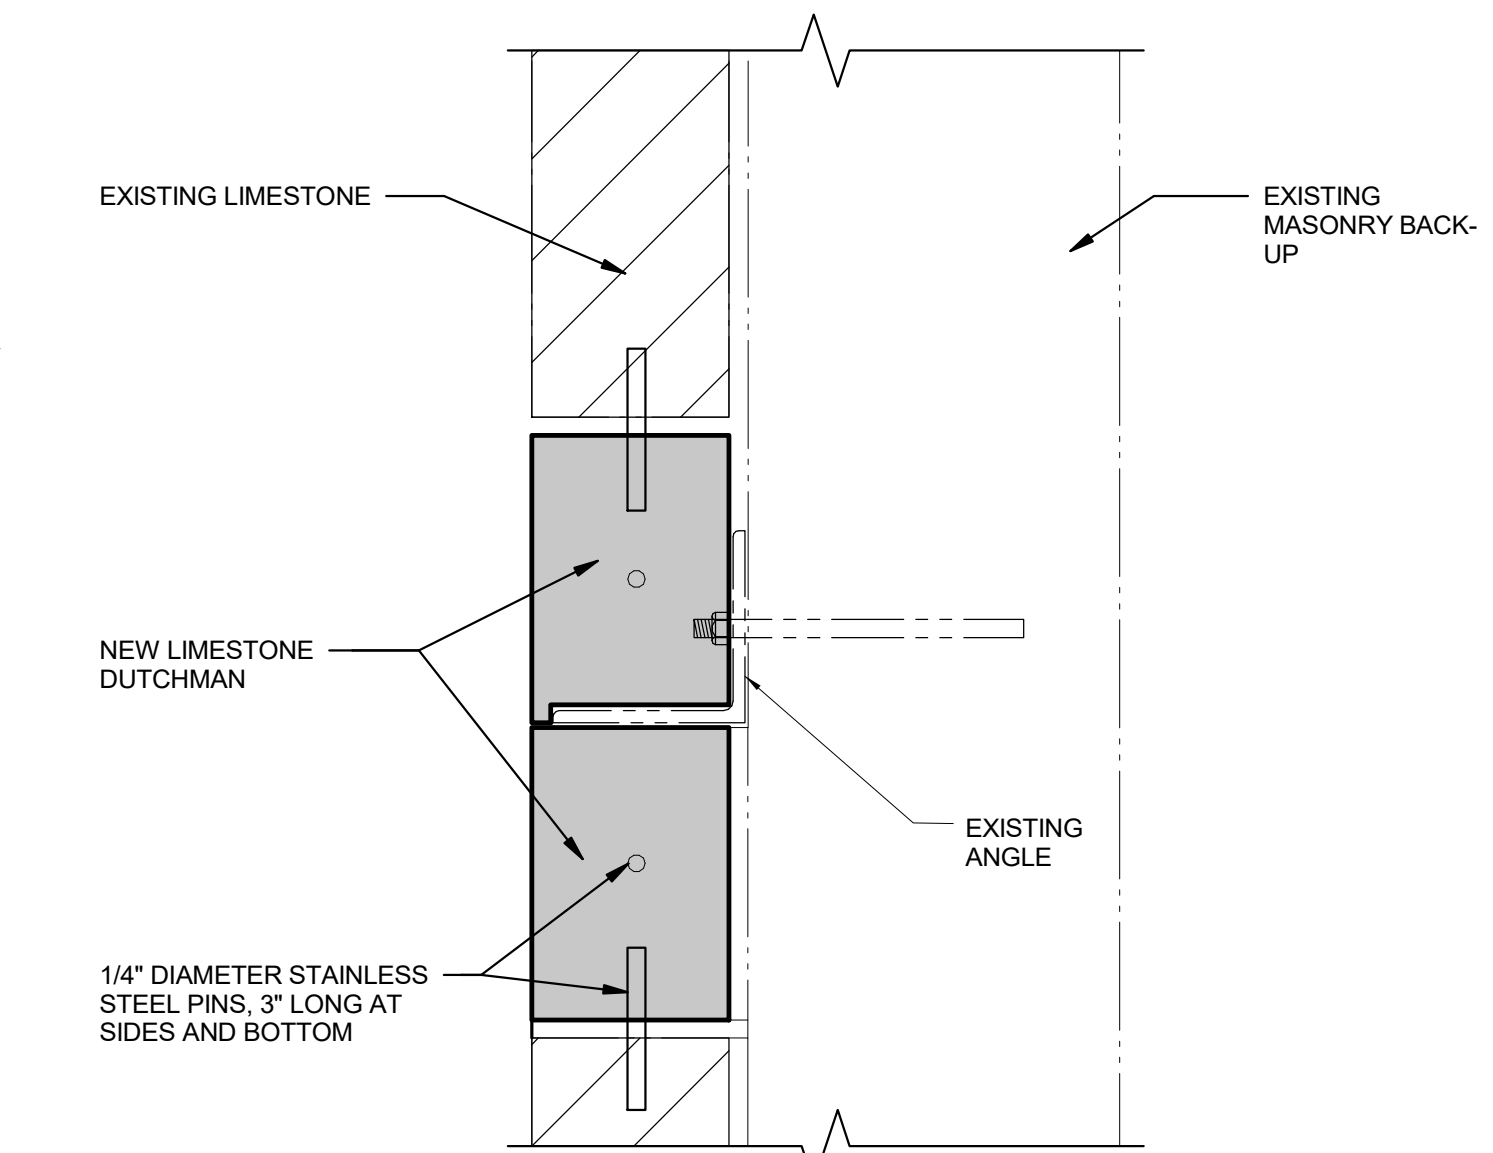 EXISTING LIMESTONE
EXISTING
MASONRY BACK-
UP
NEW LIMESTONE
DUTCHMAN
EXISTING
ANGLE
1/4" DIAMETER STAINLESS
STEEL PINS, 3" LONG AT
SIDES AND BOTTOM